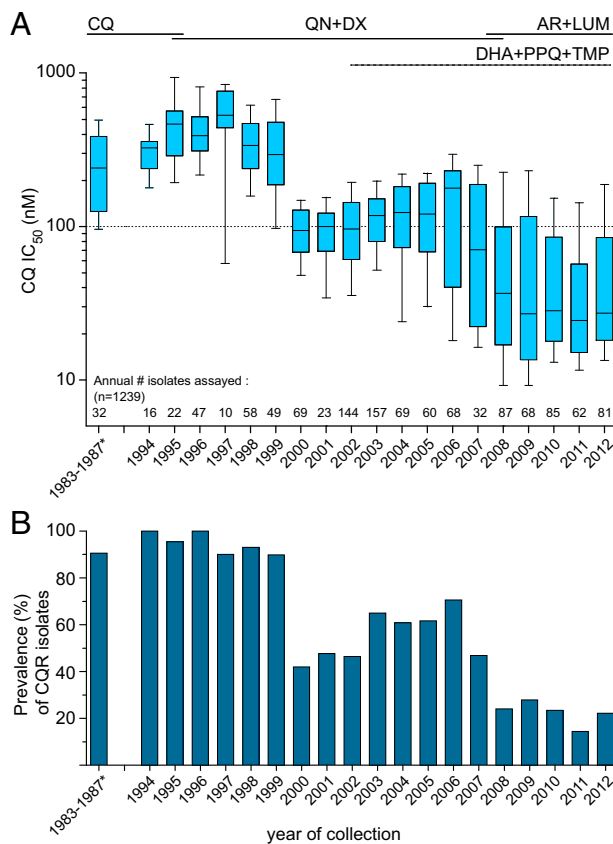 A
CQ QN+DX AR+LUM
DHA+PPQ+TMP
1000
100
10
CQ IC50 (nM)
Annual # isolates assayed :
(n=1239)
32 16 22 47 10 58 49 69 23 144 157 69 60 68 32 87 68 85 62 81
1983-1987* 1994 1995 1996 1997 1998 1999 2000 2001 2002 2003 2004 2005 2006 2007 2008 2009 2010 2011 2012
B
100
80
60
40
20
Prevalence (%)
of CQR isolates
1983-1987* 1994 1995 1996 1997 1998 1999 2000 2001 2002 2003 2004 2005 2006 2007 2008 2009 2010 2011 2012
year of collection